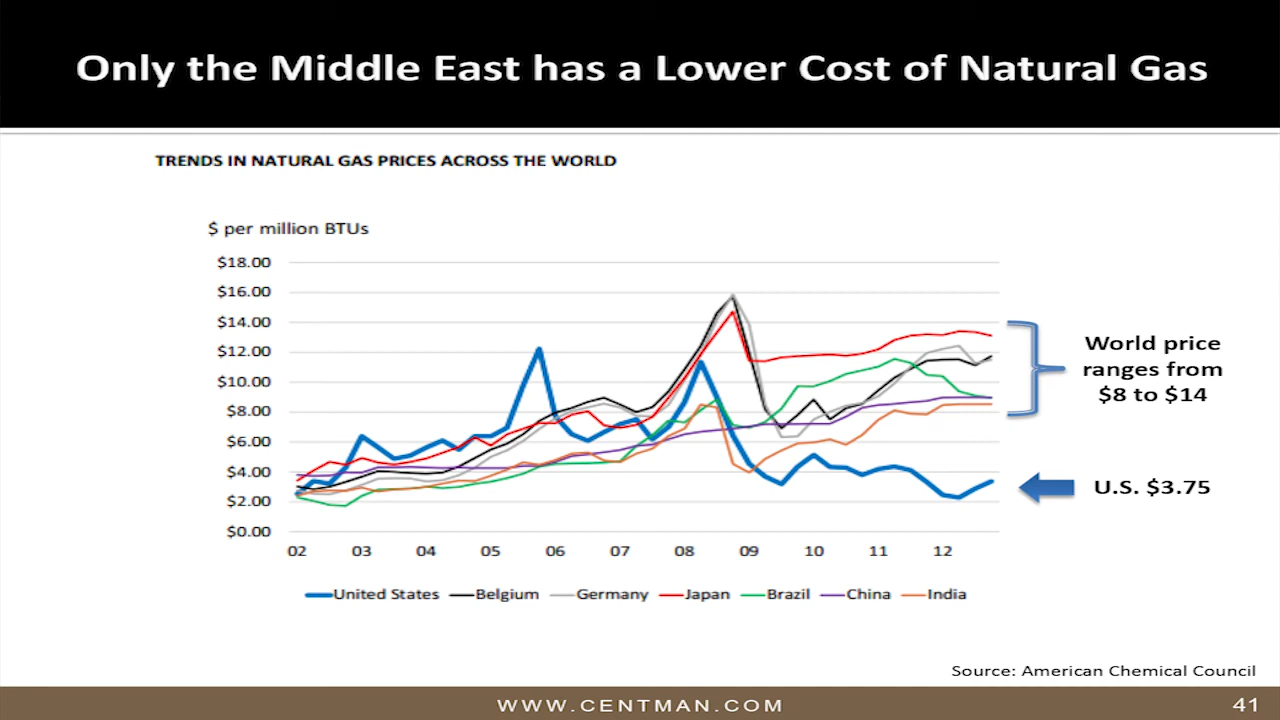 Only the Middle East has a Lower Cost of Natural Gas
TRENDS IN NATURAL GAS PRICES ACROSS THE WORLD
$ per million BTUs
$18.00
$16.00
$14.00
$12.00
$10.00
$8.00
$6.00
$4.00
$2.00
$0.00
02 03 04 05 06 07 08 09 10 11 12
United States Belgium Germany Japan Brazil China India
World price
ranges from
$8 to $14
U.S. $3.75
Source: American Chemical Council
WWW.CENTMAN.COM
41